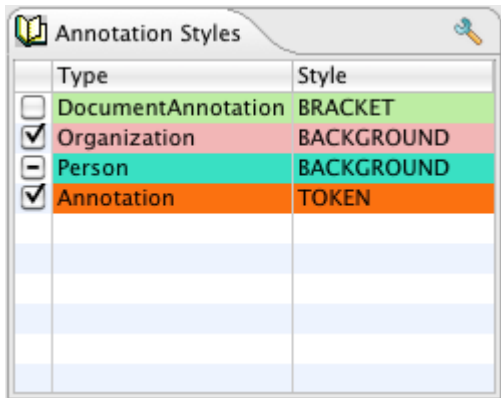 Annotation Styles
Type Style
DocumentAnnotation BRACKET
Organization BACKGROUND
Person BACKGROUND
Annotation TOKEN